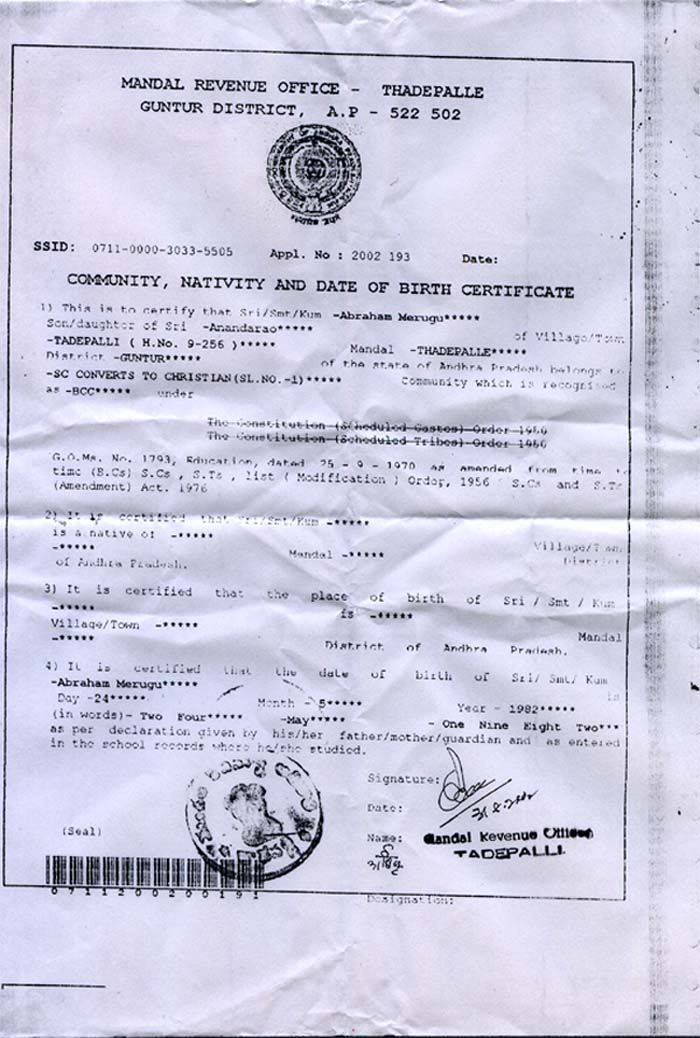 MANDAL REVENUE OFFICE - THADEPALLE
GUNTUR DISTRICT, A.P - 522 502
SSID: 0711-0000-3033-5505 Appl. No : 2002 193 Date:
COMMUNITY, NATIVITY AND DATE OF BIRTH CERTIFICATE
1) This is to certify that Sri/Smt/Kum -Abraham Merugu*****
Son/daughter of Sri -Anandarao***** of Village/Town
-TADEPALLI ( H.No. 9-256 )***** Mandal -THADEPALLE*****
District -GUNTUR***** of the state of Andhra Pradesh belongs to
-SC CONVERTS TO CHRISTIAN(SL.NO.-1)***** Community which is recognised
as -BCC***** under
The Constitution (Scheduled Castes) Order 1950
The Constitution (Scheduled Tribes) Order 1950
G.O.Ms. No. 1793, Education, dated 25 - 9 - 1970 as amended from time to
time (B.Cs) S.Cs , S.Ts , list ( Modification ) Order, 1956 S.Cs and S.Ts
(Amendment) Act. 1976
2) It is certified that Sri/Smt/Kum -*****
is a native of -***** Village/Town
-***** Mandal -***** District
of Andhra Pradesh.
3) It is certified that the place of birth of Sri / Smt / Kum
-***** is -*****
Village/Town -***** Mandal
-***** District of Andhra Pradesh.
4) It is certified that the date of birth of Sri/ Smt/ Kum
-Abraham Merugu***** is
Day -24***** Month - 5***** Year - 1982*****
(in words)- Two Four***** -May***** - One Nine Eight Two***
as per declaration given by his/her father/mother/guardian and as entered
in the school records where he/she studied.
Signature:
Date:
(Seal) Name: Mandal Revenue Officer
TADEPALLI
0711200200191
Designation: